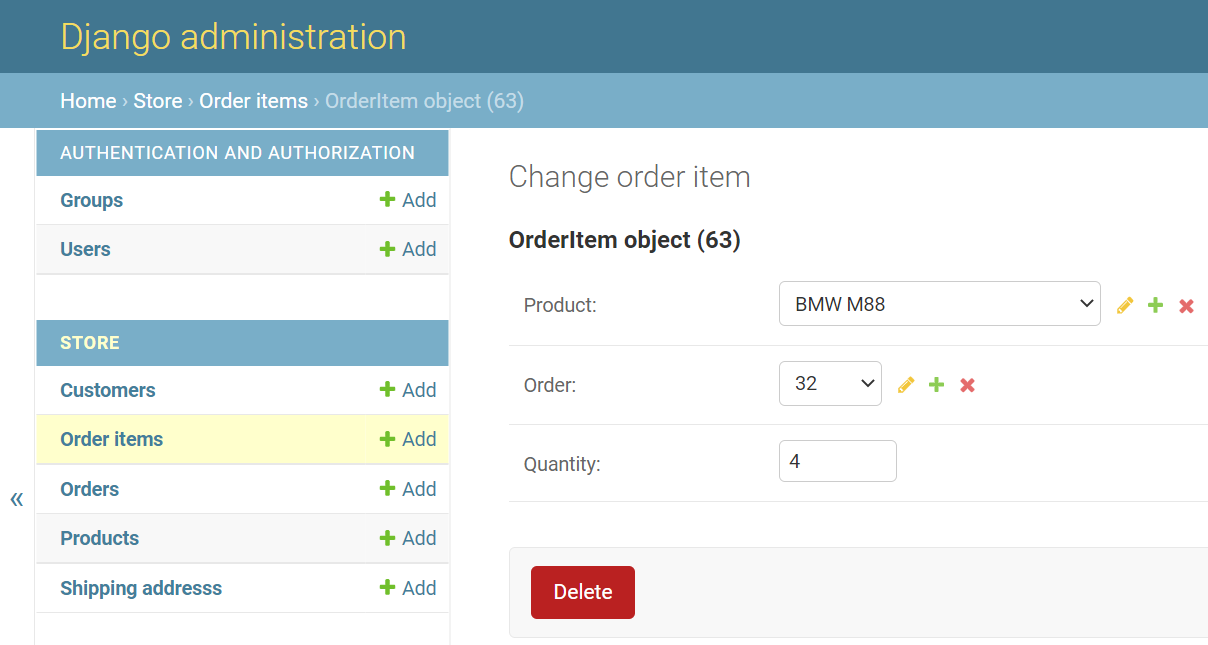 Django administration
Home › Store › Order items › OrderItem object (63)
AUTHENTICATION AND AUTHORIZATION
Groups + Add
Users + Add
STORE
Customers + Add
Order items + Add
Orders + Add
Products + Add
Shipping addresss + Add
«
Change order item
OrderItem object (63)
Product: BMW M88
Order: 32
Quantity: 4
Delete